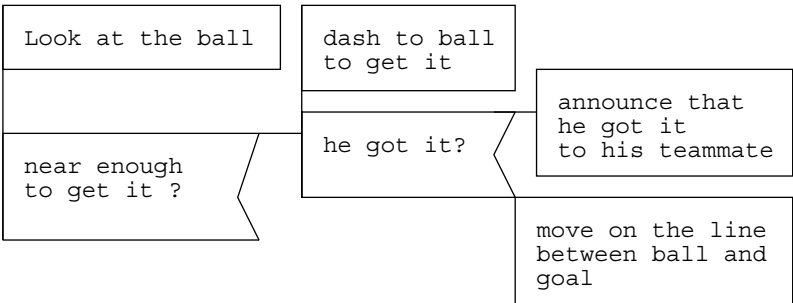 Look at the ball
near enough
to get it ?
dash to ball
to get it
he got it?
announce that
he got it
to his teammate
move on the line
between ball and
goal